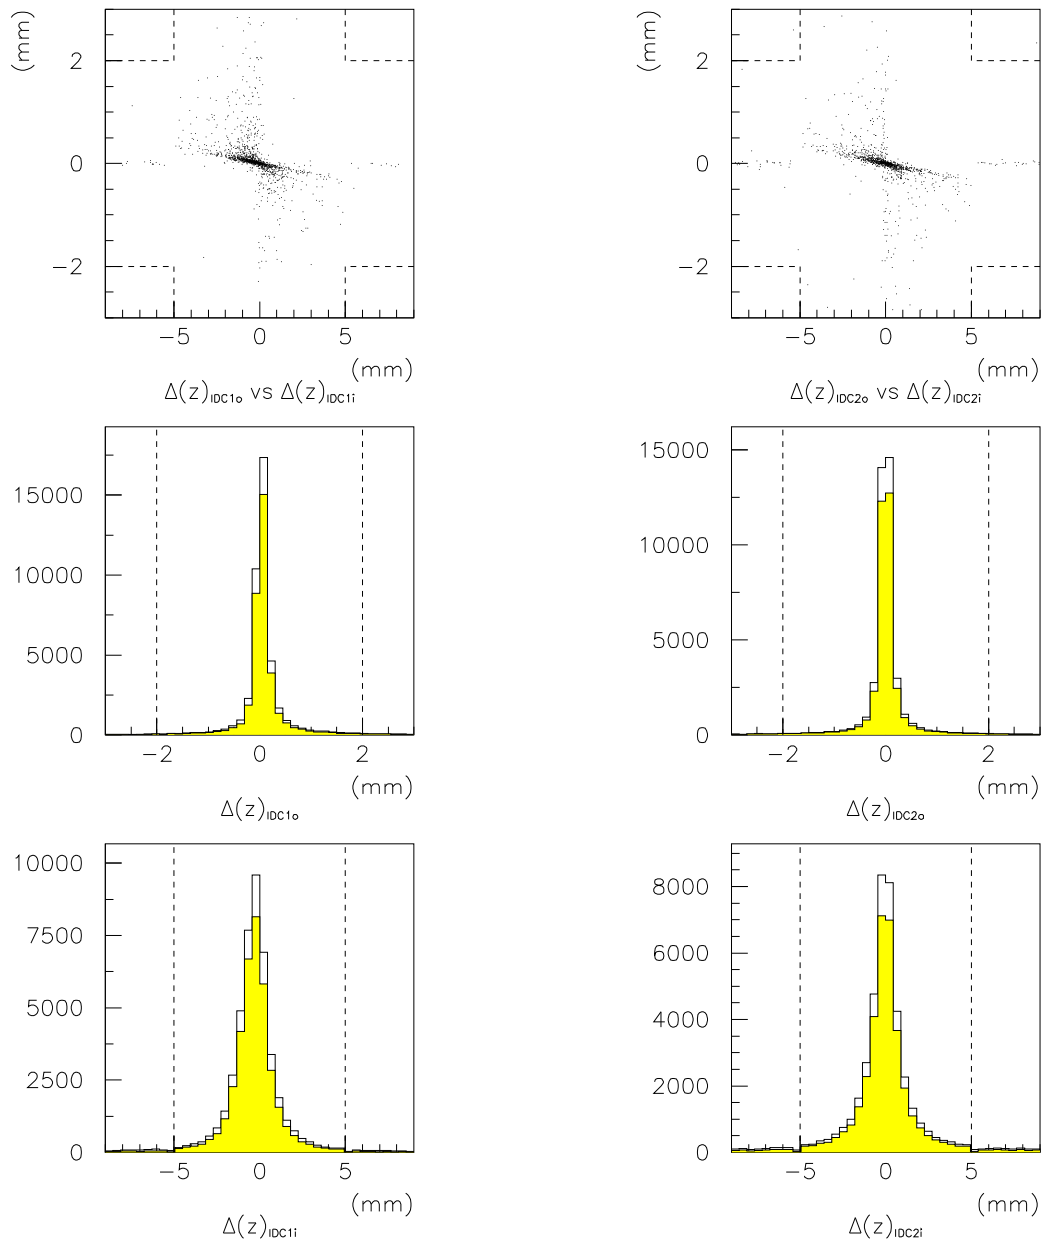 (mm) (mm)
2 2
0 0
−2 −2
−5 0 5 −5 0 5
(mm) (mm)
Δ(z)IDC1o vs Δ(z)IDC1i Δ(z)IDC2o vs Δ(z)IDC2i
15000 15000
10000 10000
5000 5000
0 0
−2 0 2 −2 0 2
(mm) (mm)
Δ(z)IDC1o Δ(z)IDC2o
10000 8000
7500 6000
5000 4000
2500 2000
0 0
−5 0 5 −5 0 5
(mm) (mm)
Δ(z)IDC1i Δ(z)IDC2i